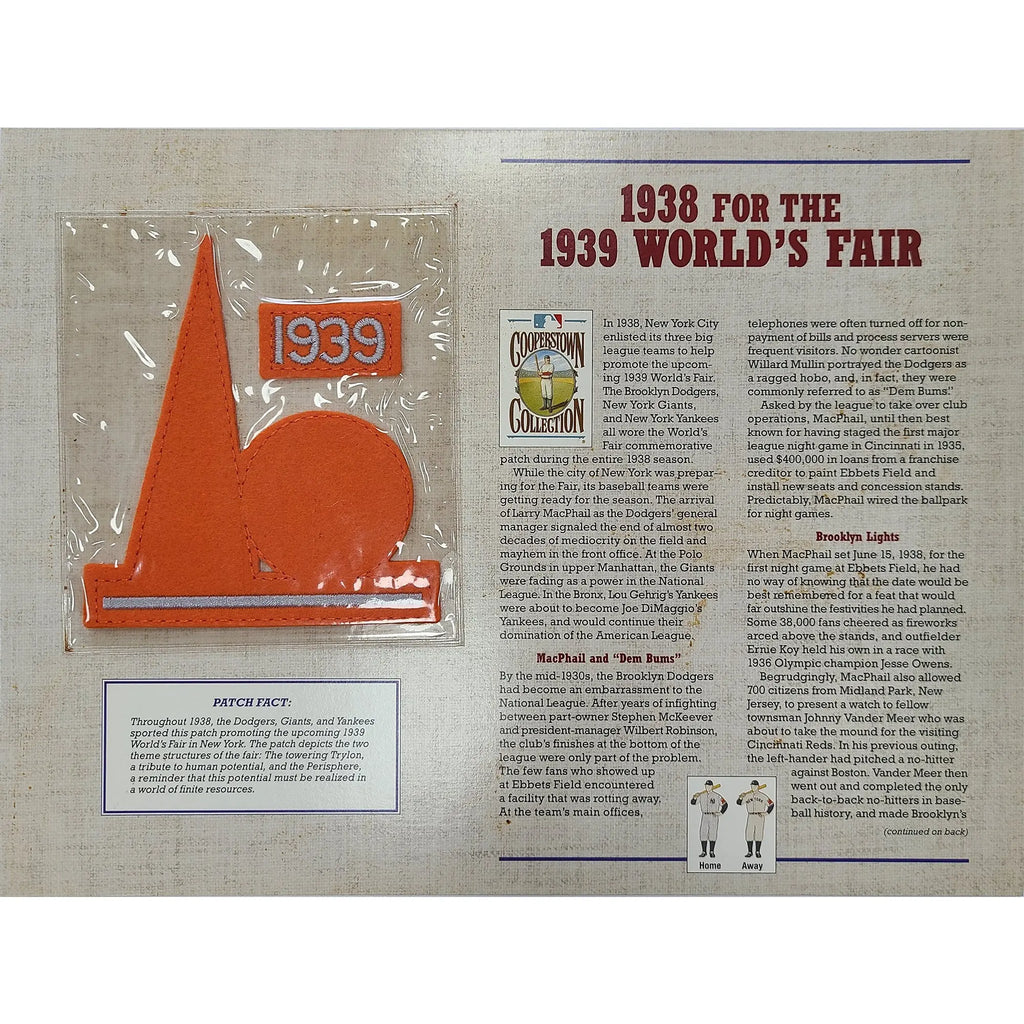 1938 FOR THE
1939 WORLD'S FAIR
1939
PATCH FACT:
Throughout 1938, the Dodgers, Giants, and Yankees
sported this patch promoting the upcoming 1939
World's Fair in New York. The patch depicts the two
theme structures of the fair: The towering Trylon,
a tribute to human potential, and the Perisphere,
a reminder that this potential must be realized in
a world of finite resources.
COOPERSTOWN
COLLECTION
In 1938, New York City
enlisted its three big
league teams to help
promote the upcom-
ing 1939 World's Fair.
The Brooklyn Dodgers,
New York Giants,
and New York Yankees
all wore the World's
Fair commemorative
patch during the entire 1938 season.
While the city of New York was prepar-
ing for the Fair, its baseball teams were
getting ready for the season. The arrival
of Larry MacPhail as the Dodgers' general
manager signaled the end of almost two
decades of mediocrity on the field and
mayhem in the front office. At the Polo
Grounds in upper Manhattan, the Giants
were fading as a power in the National
League. In the Bronx, Lou Gehrig's Yankees
were about to become Joe DiMaggio's
Yankees, and would continue their
domination of the American League.
MacPhail and "Dem Bums"
By the mid-1930s, the Brooklyn Dodgers
had become an embarrassment to the
National League. After years of infighting
between part-owner Stephen McKeever
and president-manager Wilbert Robinson,
the club's finishes at the bottom of the
league were only part of the problem.
The few fans who showed up
at Ebbets Field encountered
a facility that was rotting away.
At the team's main offices,
telephones were often turned off for non-
payment of bills and process servers were
frequent visitors. No wonder cartoonist
Willard Mullin portrayed the Dodgers as
a ragged hobo, and, in fact, they were
commonly referred to as "Dem Bums."
Asked by the league to take over club
operations, MacPhail, until then best
known for having staged the first major
league night game in Cincinnati in 1935,
used $400,000 in loans from a franchise
creditor to paint Ebbets Field and
install new seats and concession stands.
Predictably, MacPhail wired the ballpark
for night games.
Brooklyn Lights
When MacPhail set June 15, 1938, for the
first night game at Ebbets Field, he had
no way of knowing that the date would be
best remembered for a feat that would
far outshine the festivities he had planned.
Some 38,000 fans cheered as fireworks
arced above the stands, and outfielder
Ernie Koy held his own in a race with
1936 Olympic champion Jesse Owens.
Begrudgingly, MacPhail also allowed
700 citizens from Midland Park, New
Jersey, to present a watch to fellow
townsman Johnny Vander Meer who was
about to take the mound for the visiting
Cincinnati Reds. In his previous outing,
the left-hander had pitched a no-hitter
against Boston. Vander Meer then
went out and completed the only
back-to-back no-hitters in base-
ball history, and made Brooklyn's
(continued on back)
NEW YORK
Home Away